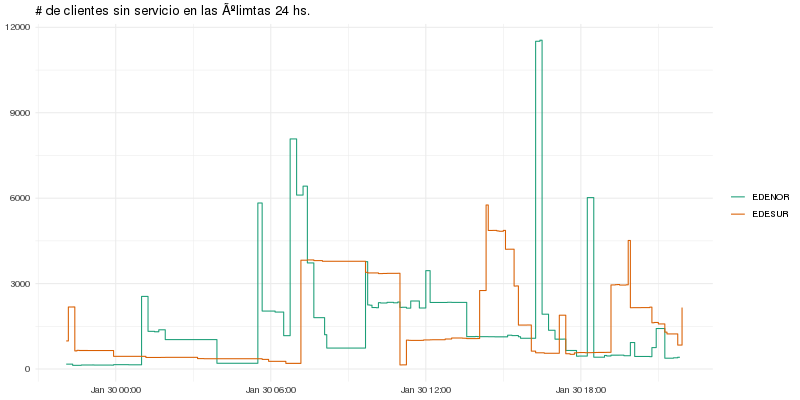 # de clientes sin servicio en las Ãºlimtas 24 hs.
12000
9000
6000
3000
0
Jan 30 00:00
Jan 30 06:00
Jan 30 12:00
Jan 30 18:00
EDENOR
EDESUR